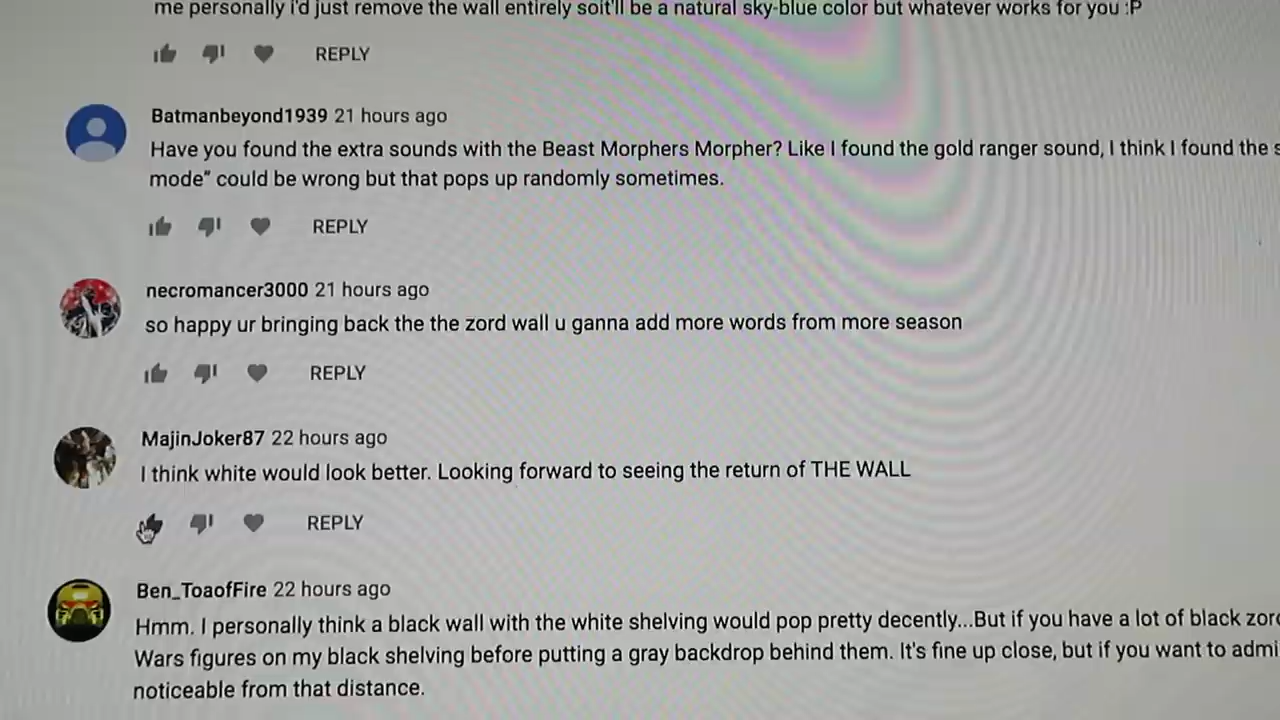 me personally i'd just remove the wall entirely soit'll be a natural sky-blue color but whatever works for you :P
REPLY
Batmanbeyond1939 21 hours ago
Have you found the extra sounds with the Beast Morphers Morpher? Like I found the gold ranger sound, I think I found the s
mode" could be wrong but that pops up randomly sometimes.
REPLY
necromancer3000 21 hours ago
so happy ur bringing back the the zord wall u ganna add more words from more season
REPLY
MajinJoker87 22 hours ago
I think white would look better. Looking forward to seeing the return of THE WALL
REPLY
Ben_ToaofFire 22 hours ago
Hmm. I personally think a black wall with the white shelving would pop pretty decently...But if you have a lot of black zor
Wars figures on my black shelving before putting a gray backdrop behind them. It's fine up close, but if you want to admi
noticeable from that distance.